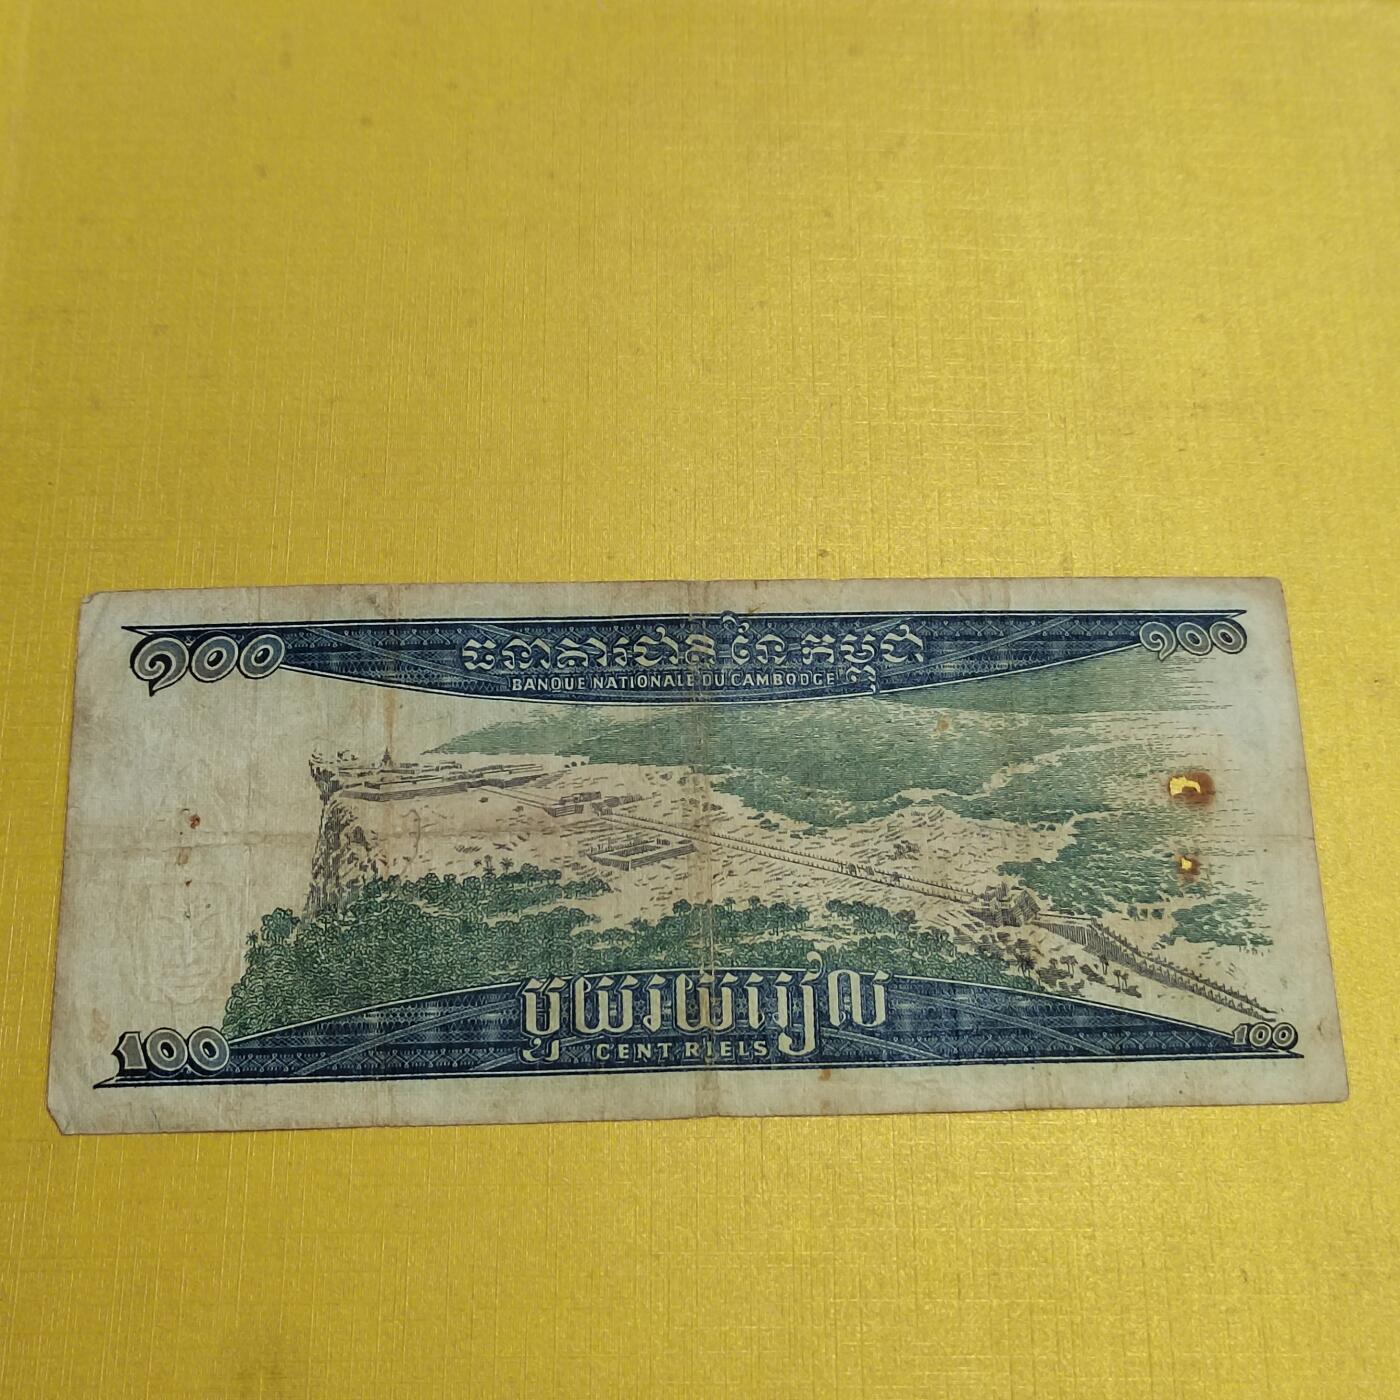 ១០០ ធនាគារជាតិ នៃ កម្ពុជា ១០០
BANQUE NATIONALE DU CAMBODGE
មួយរយរៀល
100 CENT RIELS 100